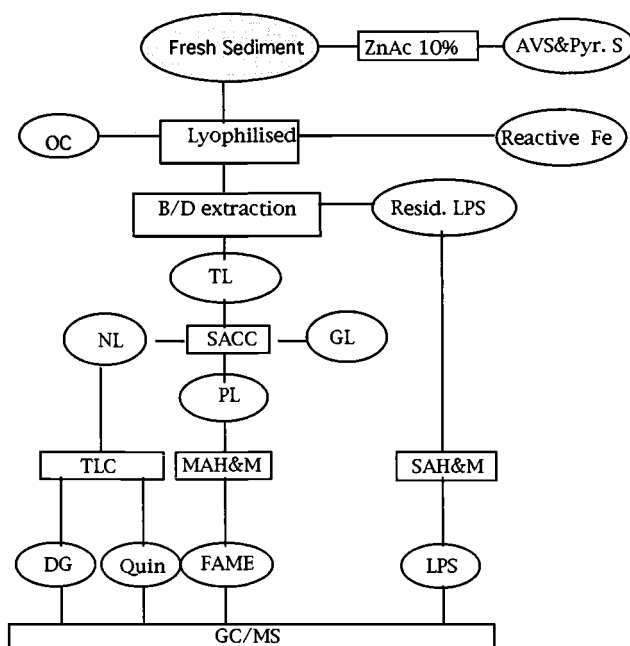 Fresh Sediment
ZnAc 10%
AVS&Pyr. S
OC
Lyophilised
Reactive Fe
B/D extraction
Resid. LPS
TL
NL
SACC
GL
PL
TLC
MAH&M
SAH&M
DG
Quin
FAME
LPS
GC/MS